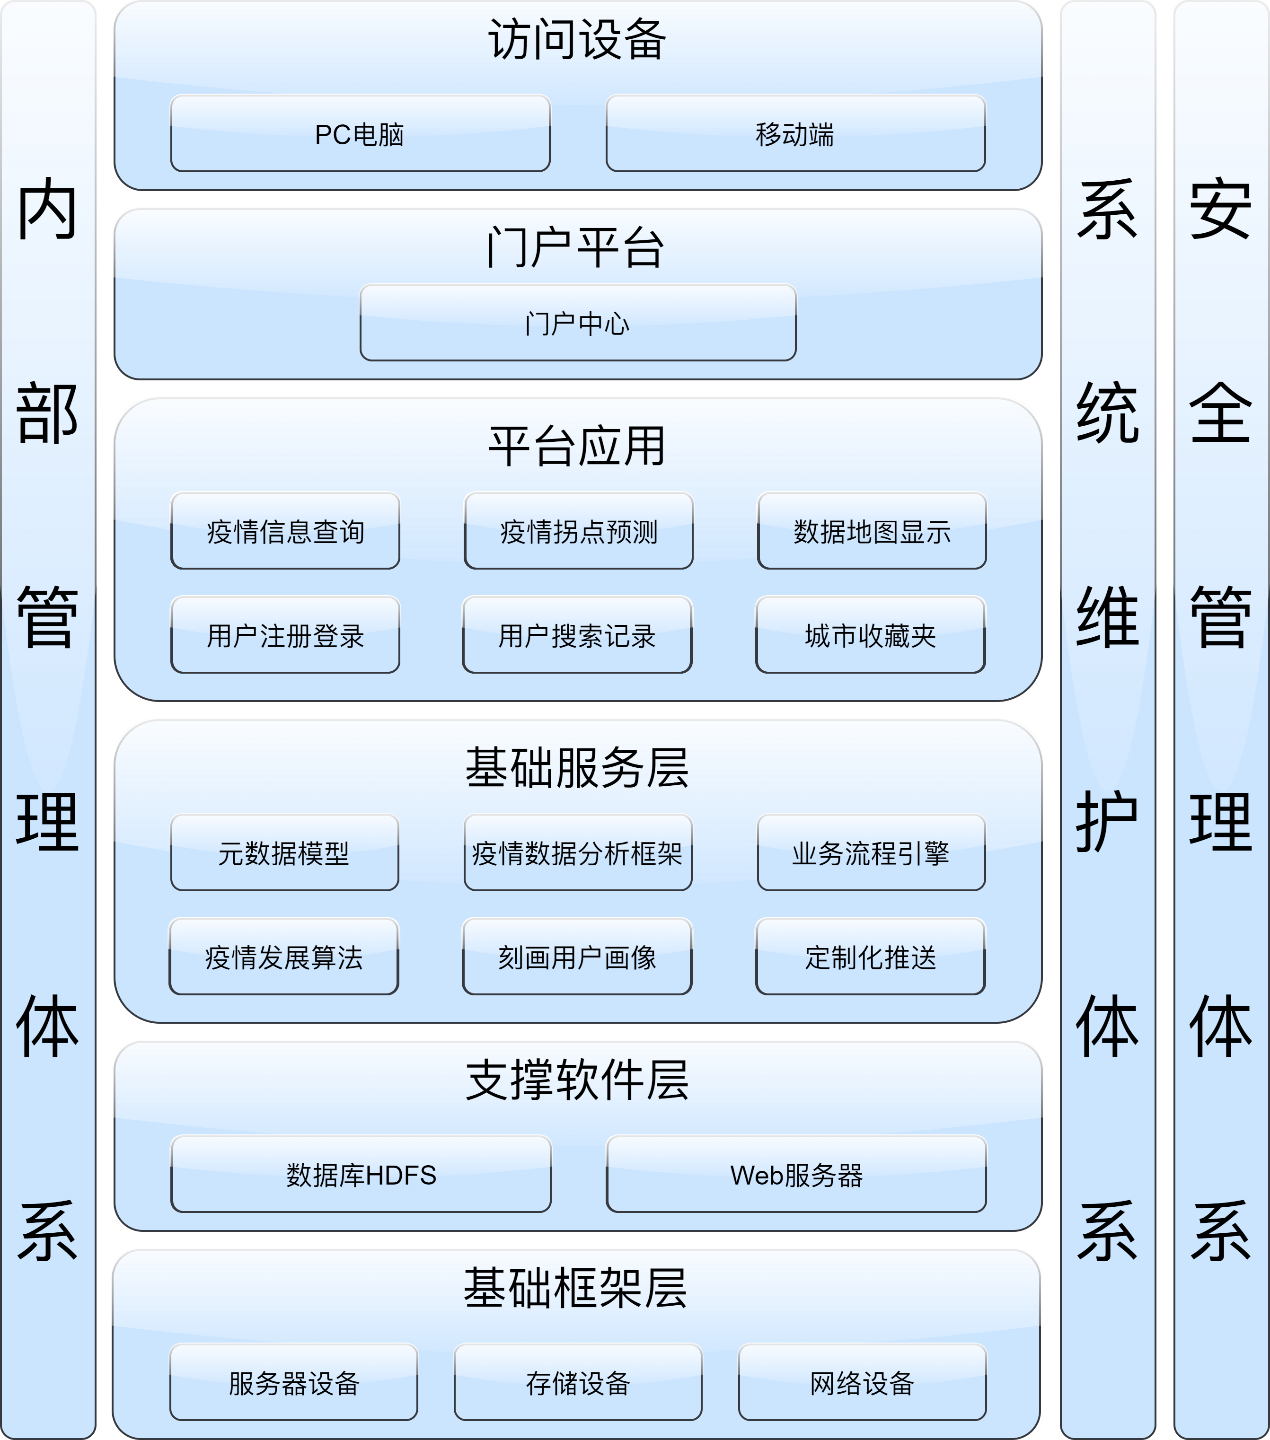 内部管理体系
访问设备
PC电脑
移动端
门户平台
门户中心
平台应用
疫情信息查询
疫情拐点预测
数据地图显示
用户注册登录
用户搜索记录
城市收藏夹
基础服务层
元数据模型
疫情数据分析框架
业务流程引擎
疫情发展算法
刻画用户画像
定制化推送
支撑软件层
数据库HDFS
Web服务器
基础框架层
服务器设备
存储设备
网络设备
系统维护体系
安全管理体系